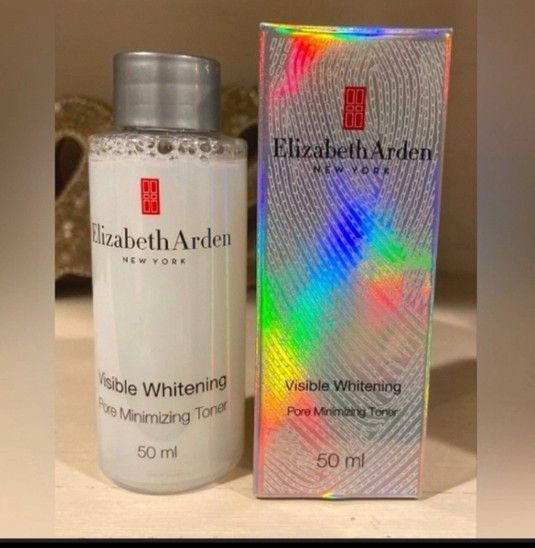 Elizabeth Arden
NEW YORK
Visible Whitening
Pore Minimizing Toner
50 ml
Elizabeth Arden
NEW YORK
Visible Whitening
Pore Minimizing Toner
50 ml